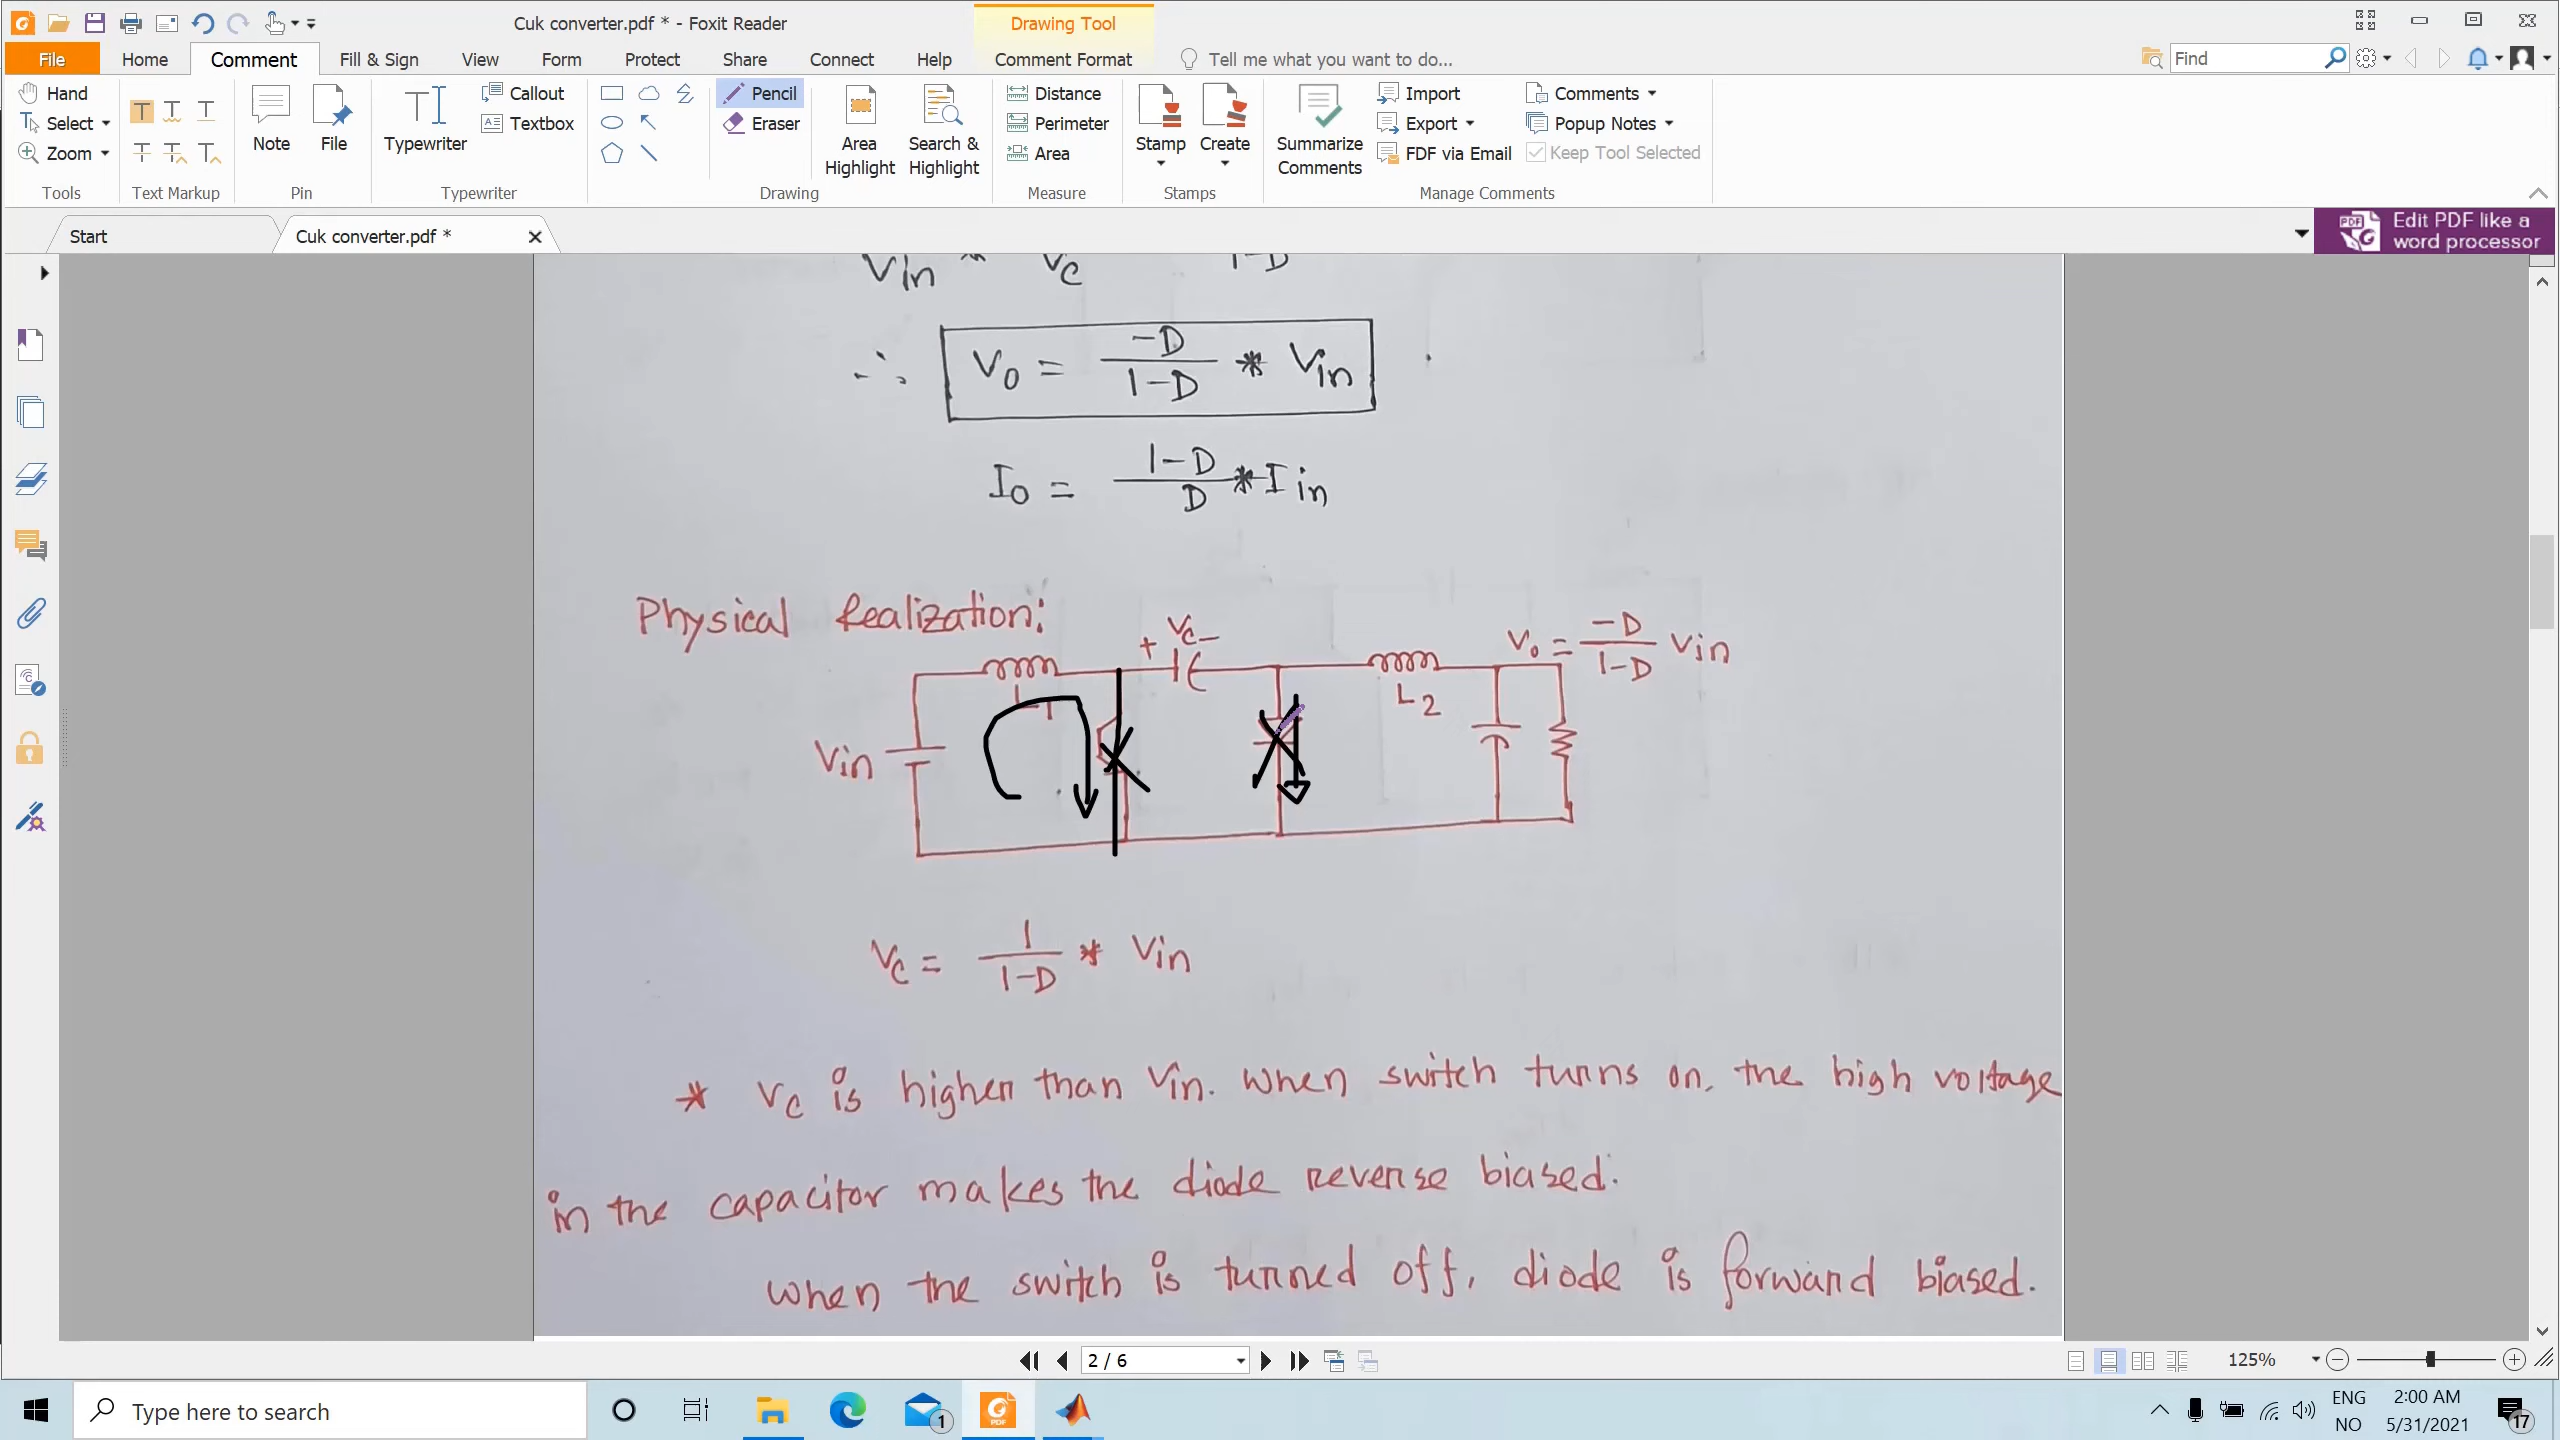 Cuk converter.pdf * - Foxit Reader
Drawing Tool
File Home Comment Fill & Sign View Form Protect Share Connect Help Comment Format Tell me what you want to do... Find
Hand
Select
Zoom
Tools
Text Markup
Note
File
Pin
Typewriter
Callout
Textbox
Typewriter
Pencil
Eraser
Area Highlight
Search & Highlight
Drawing
Distance
Perimeter
Area
Measure
Stamp
Create
Stamps
Summarize Comments
Import
Export
FDF via Email
Comments
Popup Notes
Keep Tool Selected
Manage Comments
Start
Cuk converter.pdf *
Edit PDF like a
word processor
Vin * Vc 1-D
∴ Vo = -D/1-D * Vin
Io = 1-D/D * Iin
Physical Realization:
+ Vc -
Vo = -D/1-D Vin
L1
L2
Vin
Vc = 1/1-D * Vin
* Vc is higher than Vin. when switch turns on, the high voltage
in the capacitor makes the diode reverse biased.
when the switch is turned off, diode is forward biased.
2 / 6
125%
Type here to search
1
ENG
NO
2:00 AM
5/31/2021
17